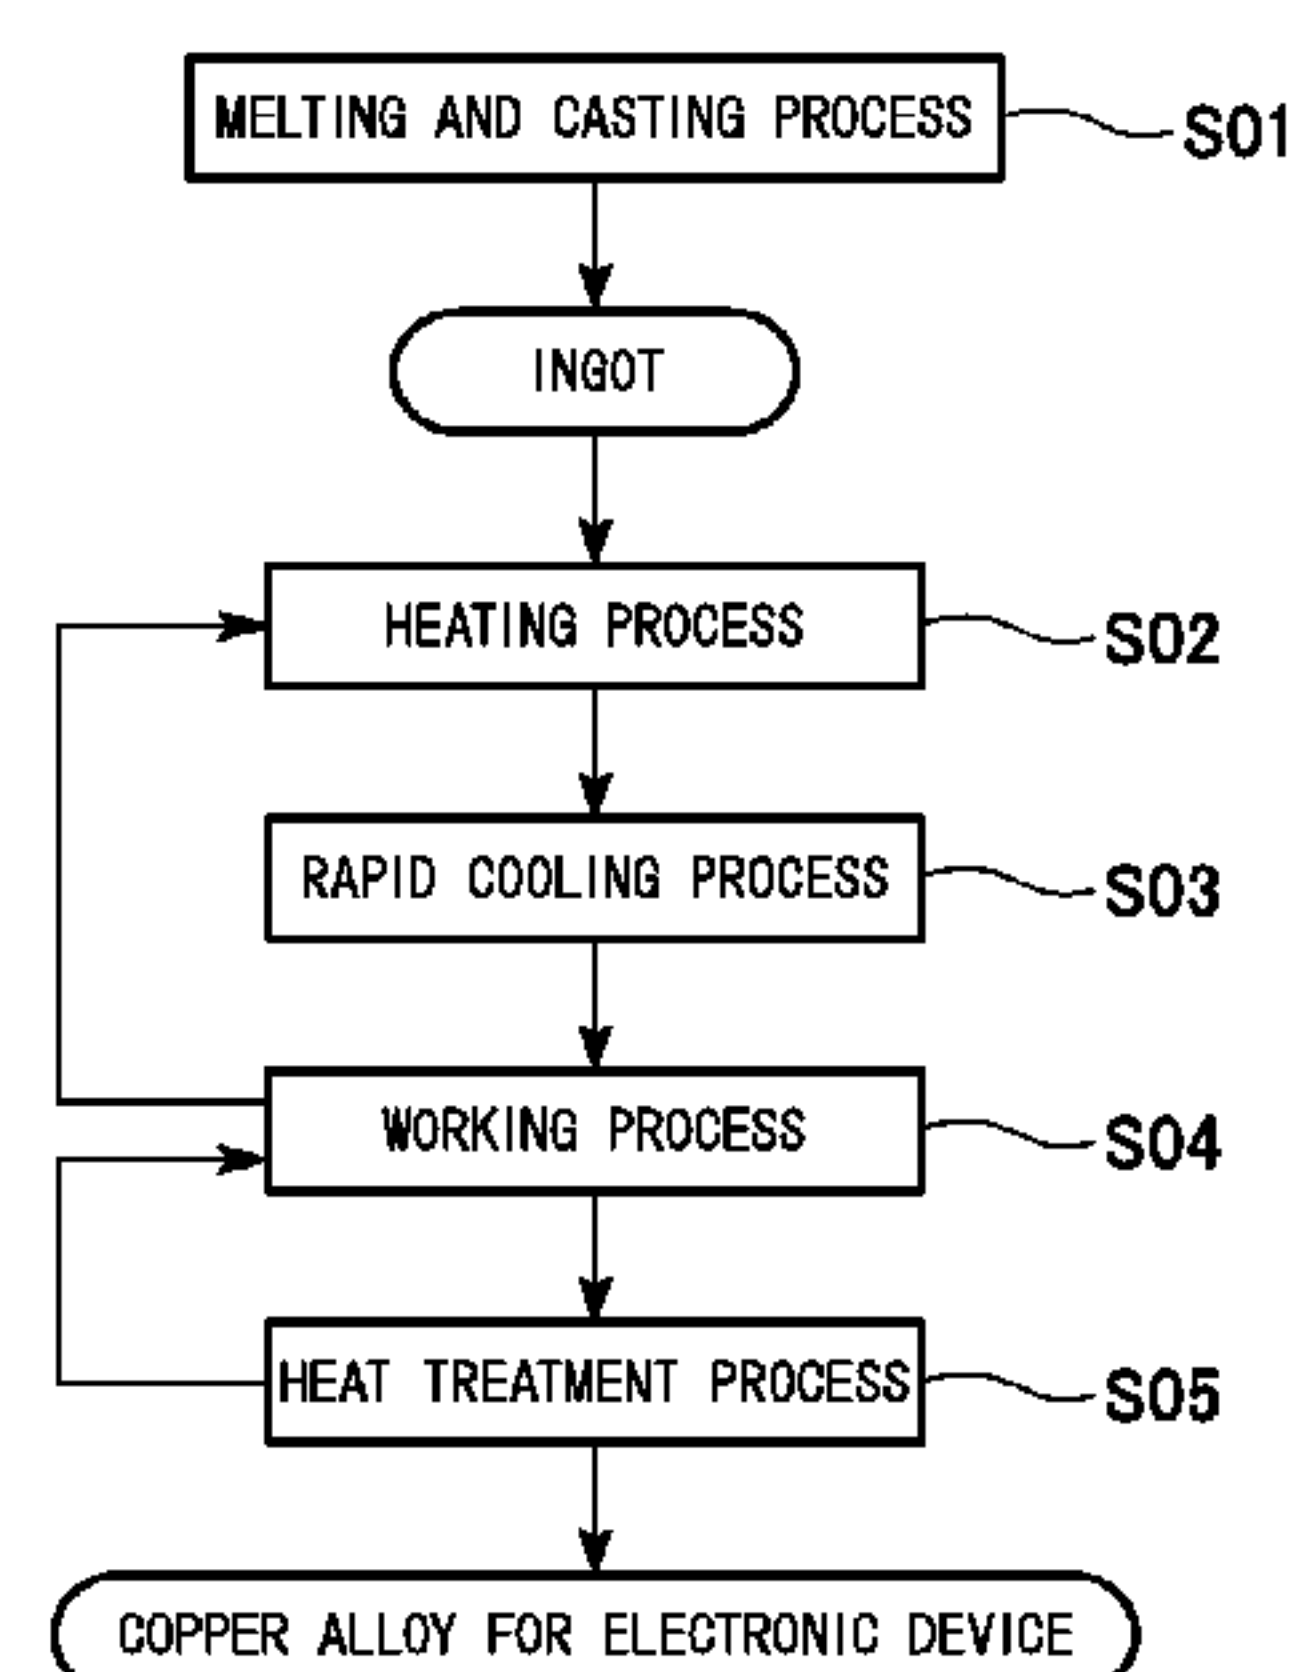 MELTING AND CASTING PROCESS
S01
INGOT
HEATING PROCESS
S02
RAPID COOLING PROCESS
S03
WORKING PROCESS
S04
HEAT TREATMENT PROCESS
S05
COPPER ALLOY FOR ELECTRONIC DEVICE